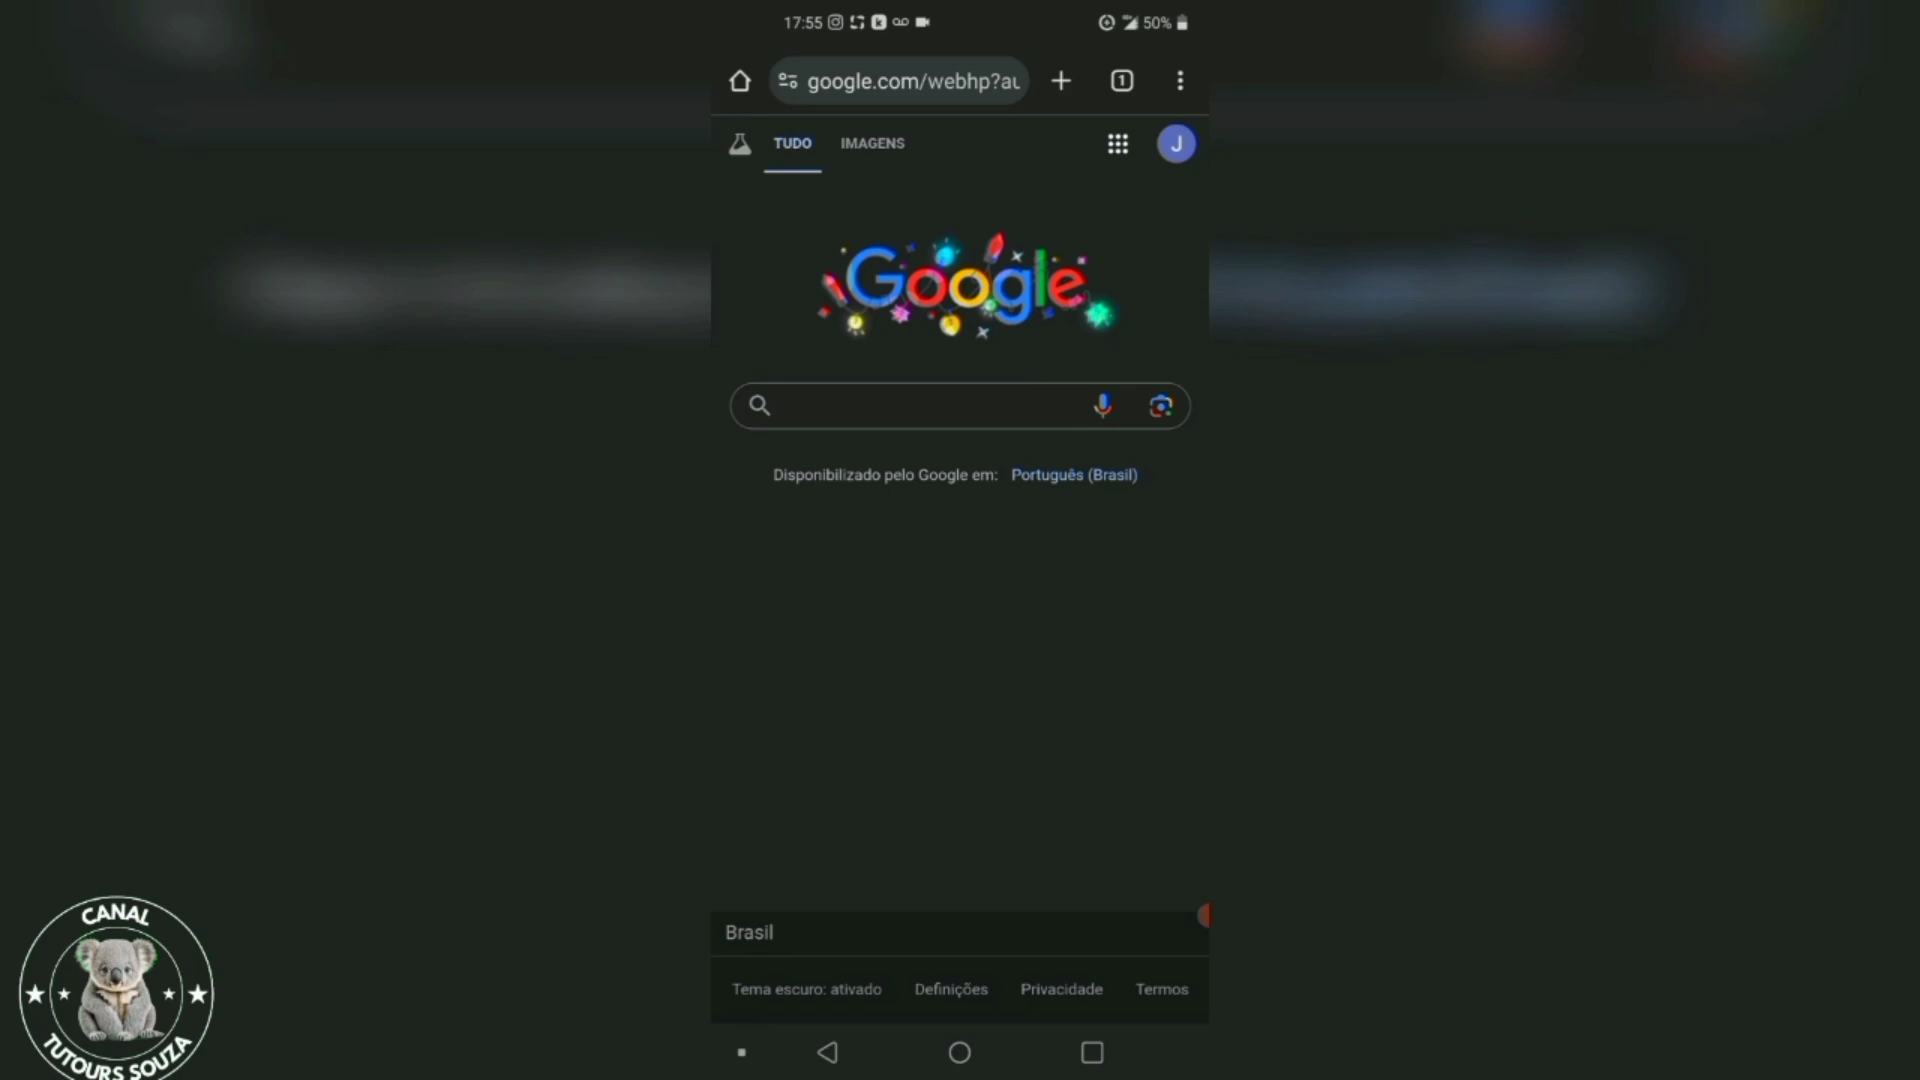 17:55
50%
google.com/webhp?au
1
TUDO IMAGENS
J
Google
Disponibilizado pelo Google em: Português (Brasil)
Brasil
Tema escuro: ativado Definições Privacidade Termos
CANAL
TUTOURS SOUZA